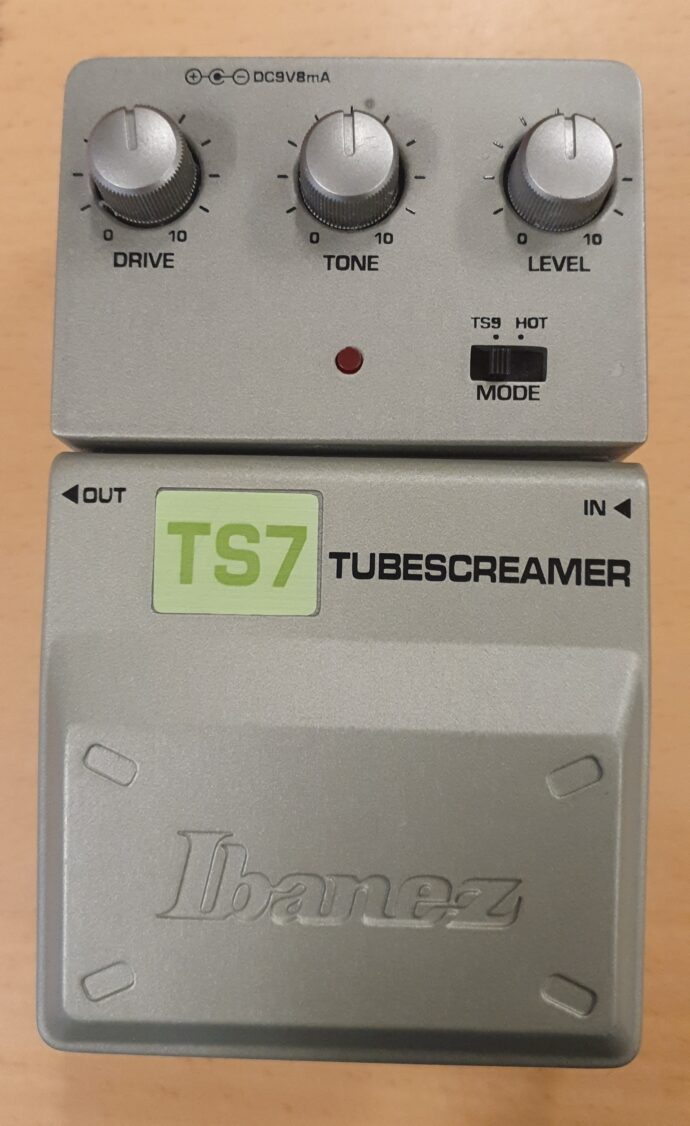 DC9V8mA
0 10 0 10 0 10
DRIVE TONE LEVEL
TS9 HOT
MODE
OUT
IN
TS7 TUBESCREAMER
Ibanez